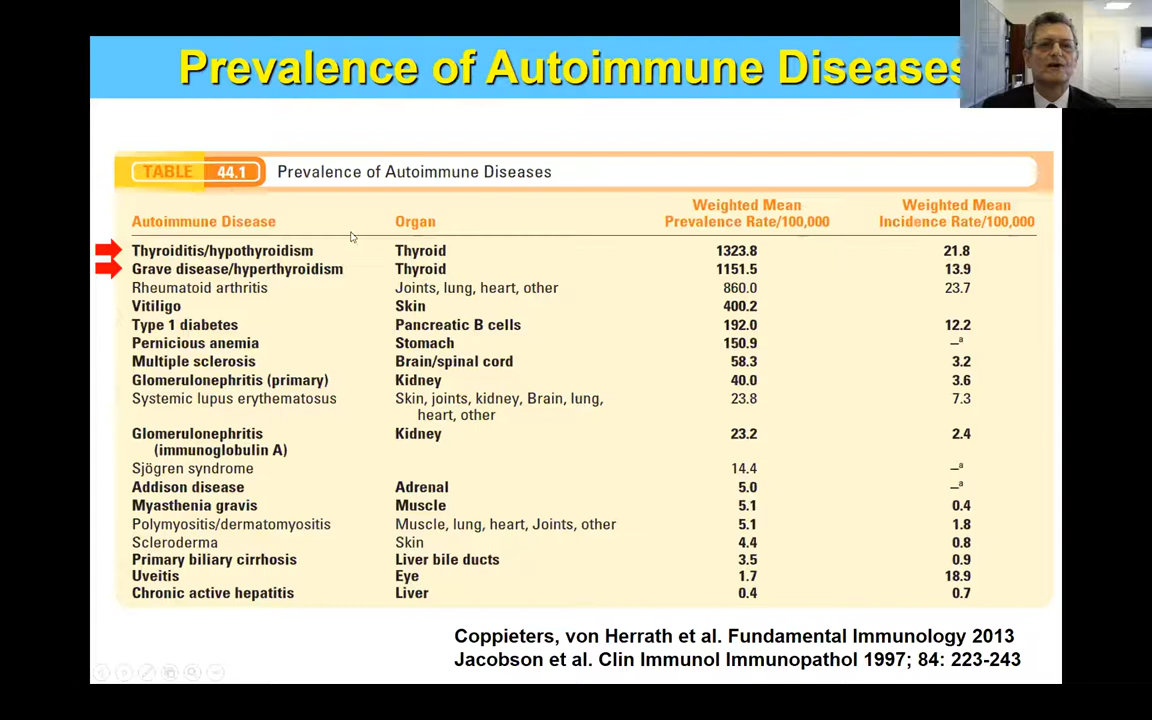 Prevalence of Autoimmune Diseases
TABLE 44.1 Prevalence of Autoimmune Diseases
Weighted Mean Weighted Mean
Autoimmune Disease Organ Prevalence Rate/100,000 Incidence Rate/100,000
Thyroiditis/hypothyroidism Thyroid 1323.8 21.8
Grave disease/hyperthyroidism Thyroid 1151.5 13.9
Rheumatoid arthritis Joints, lung, heart, other 860.0 23.7
Vitiligo Skin 400.2
Type 1 diabetes Pancreatic B cells 192.0 12.2
Pernicious anemia Stomach 150.9 –a
Multiple sclerosis Brain/spinal cord 58.3 3.2
Glomerulonephritis (primary) Kidney 40.0 3.6
Systemic lupus erythematosus Skin, joints, kidney, Brain, lung, 23.8 7.3
heart, other
Glomerulonephritis Kidney 23.2 2.4
(immunoglobulin A)
Sjögren syndrome 14.4 –a
Addison disease Adrenal 5.0 –a
Myasthenia gravis Muscle 5.1 0.4
Polymyositis/dermatomyositis Muscle, lung, heart, Joints, other 5.1 1.8
Scleroderma Skin 4.4 0.8
Primary biliary cirrhosis Liver bile ducts 3.5 0.9
Uveitis Eye 1.7 18.9
Chronic active hepatitis Liver 0.4 0.7
Coppieters, von Herrath et al. Fundamental Immunology 2013
Jacobson et al. Clin Immunol Immunopathol 1997; 84: 223-243